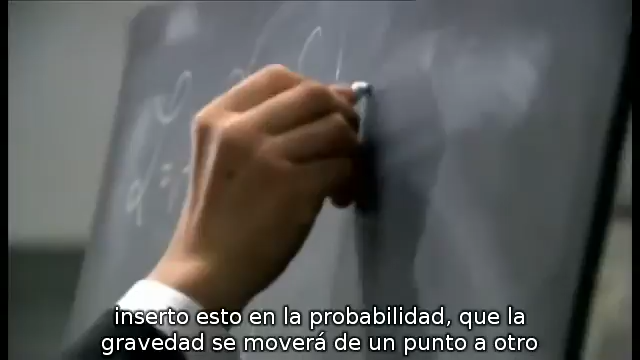 inserto esto en la probabilidad, que la
gravedad se moverá de un punto a otro